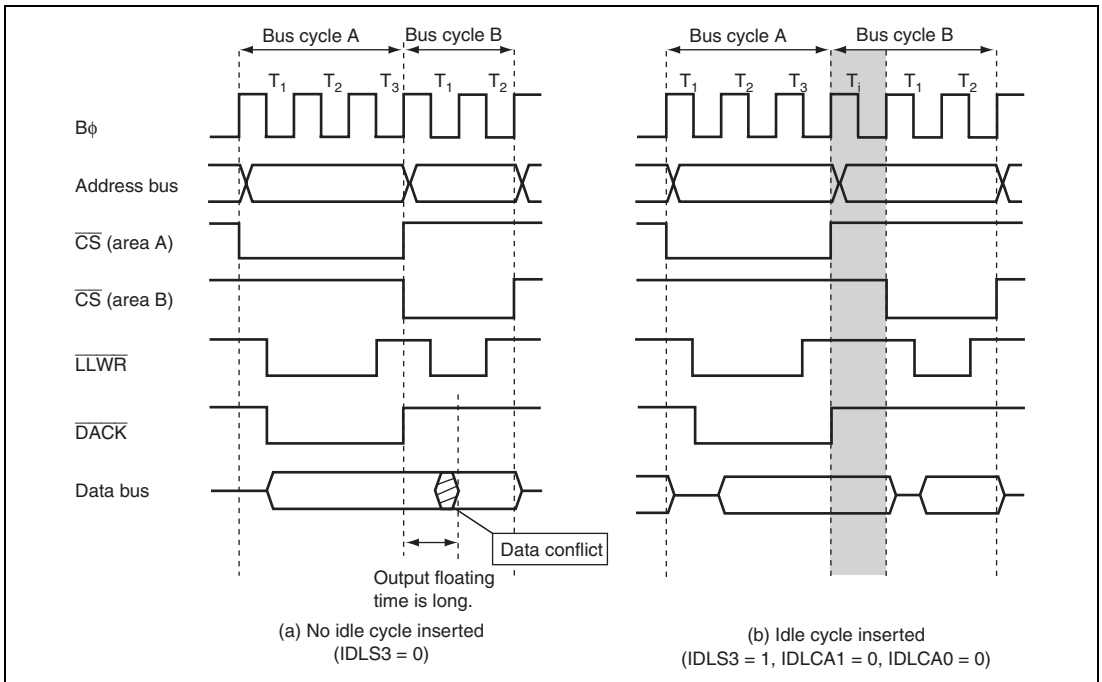 Bus cycle A Bus cycle B Bus cycle A Bus cycle B
T1 T2 T3 T1 T2 T1 T2 T3 Ti T1 T2
Bϕ
Address bus
CS (area A)
CS (area B)
LLWR
DACK
Data bus
Data conflict
Output floating
time is long.
(a) No idle cycle inserted
(IDLS3 = 0)
(b) Idle cycle inserted
(IDLS3 = 1, IDLCA1 = 0, IDLCA0 = 0)